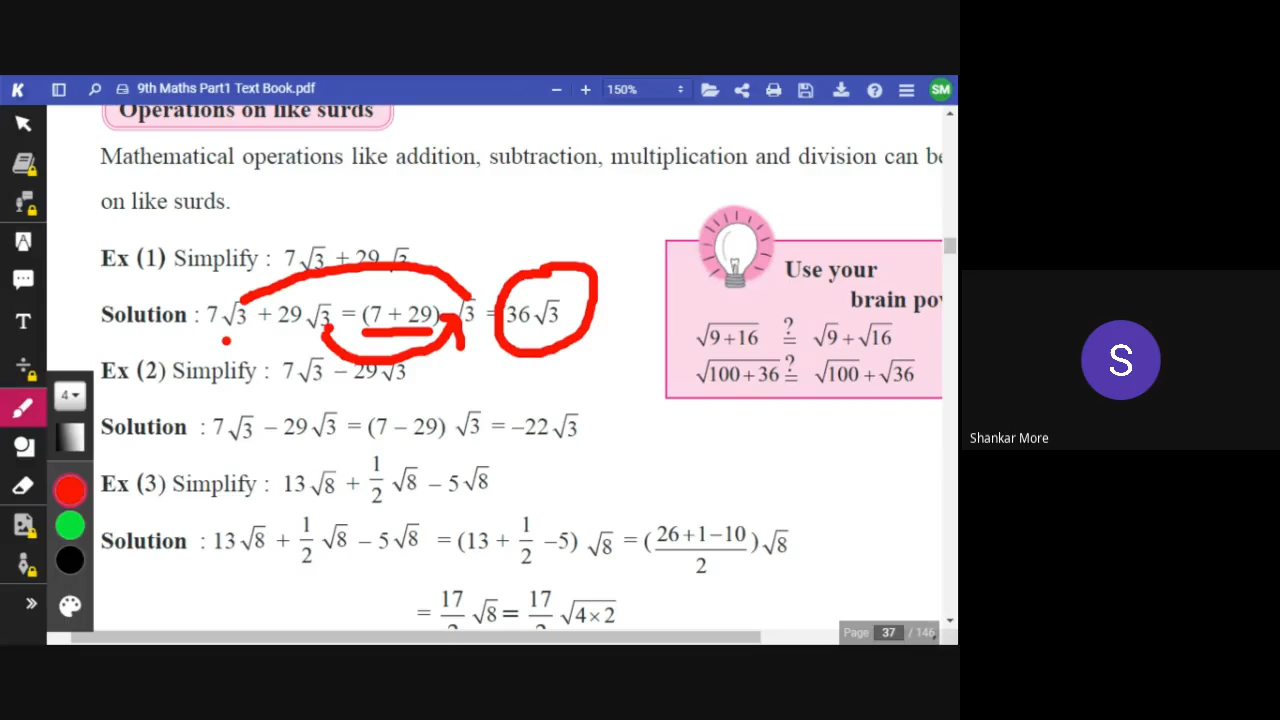 K 9th Maths Part1 Text Book.pdf − + 150% SM
Operations on like surds
Mathematical operations like addition, subtraction, multiplication and division can be
on like surds.
Ex (1) Simplify : 7√3 + 29√3
Solution : 7√3 + 29√3 = (7 + 29) √3 = 36√3
Ex (2) Simplify : 7√3 − 29√3
Solution : 7√3 − 29√3 = (7 − 29) √3 = −22√3
Ex (3) Simplify : 13√8 + 1/2 √8 − 5√8
Solution : 13√8 + 1/2 √8 − 5√8 = (13 + 1/2 −5) √8 = (26+1−10/2)√8
= 17/2 √8 = 17/2 √4×2
Use your
brain po
√9+16 ?= √9 + √16
√100+36 ?= √100 + √36
4
T
Page 37 / 146
S
Shankar More